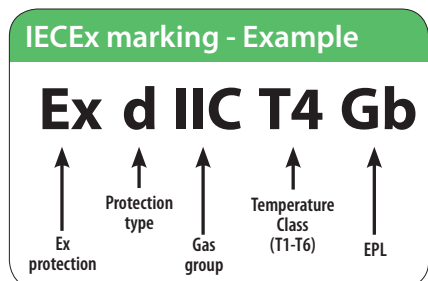 IECEx marking - Example
Ex d IIC T4 Gb
Ex
protection
Protection
type
Gas
group
Temperature
Class
(T1-T6)
EPL